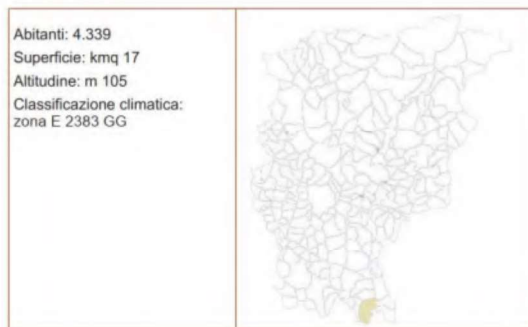 Abitanti: 4.339
Superficie: kmq 17
Altitudine: m 105
Classificazione climatica:
zona E 2383 GG